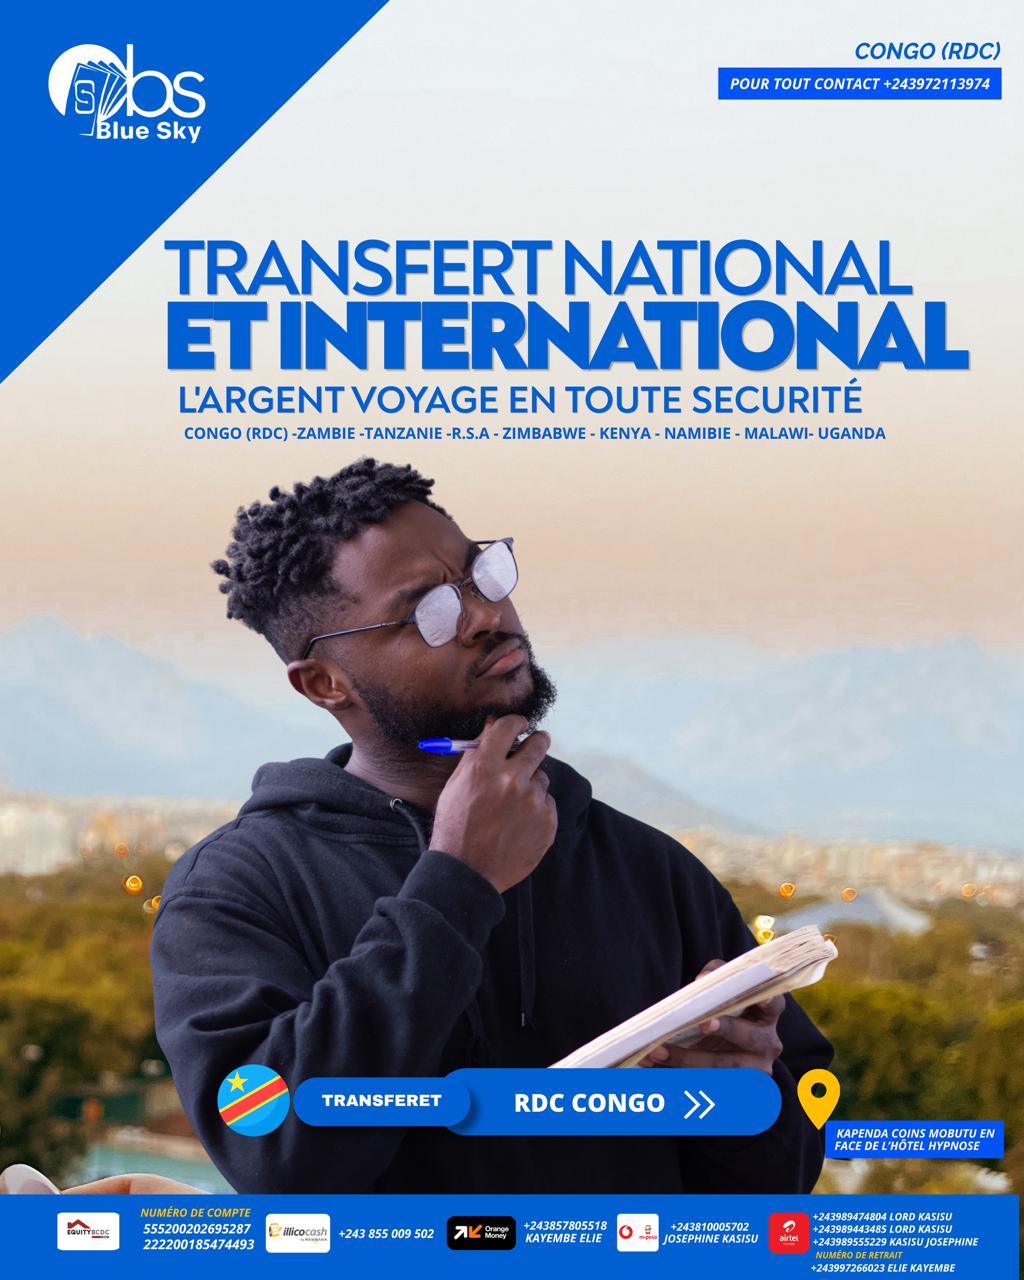 bs
Blue Sky
CONGO (RDC)
POUR TOUT CONTACT +243972113974
TRANSFERT NATIONAL
ET INTERNATIONAL
L'ARGENT VOYAGE EN TOUTE SECURITÉ
CONGO (RDC) -ZAMBIE -TANZANIE -R.S.A - ZIMBABWE - KENYA - NAMIBIE - MALAWI- UGANDA
TRANSFERET
RDC CONGO
KAPENDA COINS MOBUTU EN
FACE DE L'HÔTEL HYPNOSE
EQUITY BCDC
NUMÉRO DE COMPTE
555200202695287
222200185474493
illicocash
+243 855 009 502
Orange
Money
+243857805518
KAYEMBE ELIE
m-pesa
+243810005702
JOSEPHINE KASISU
airtel
+243989474804 LORD KASISU
+243989443485 LORD KASISU
+243989555229 KASISU JOSEPHINE
NUMÉRO DE RETRAIT
+243997266023 ELIE KAYEMBE